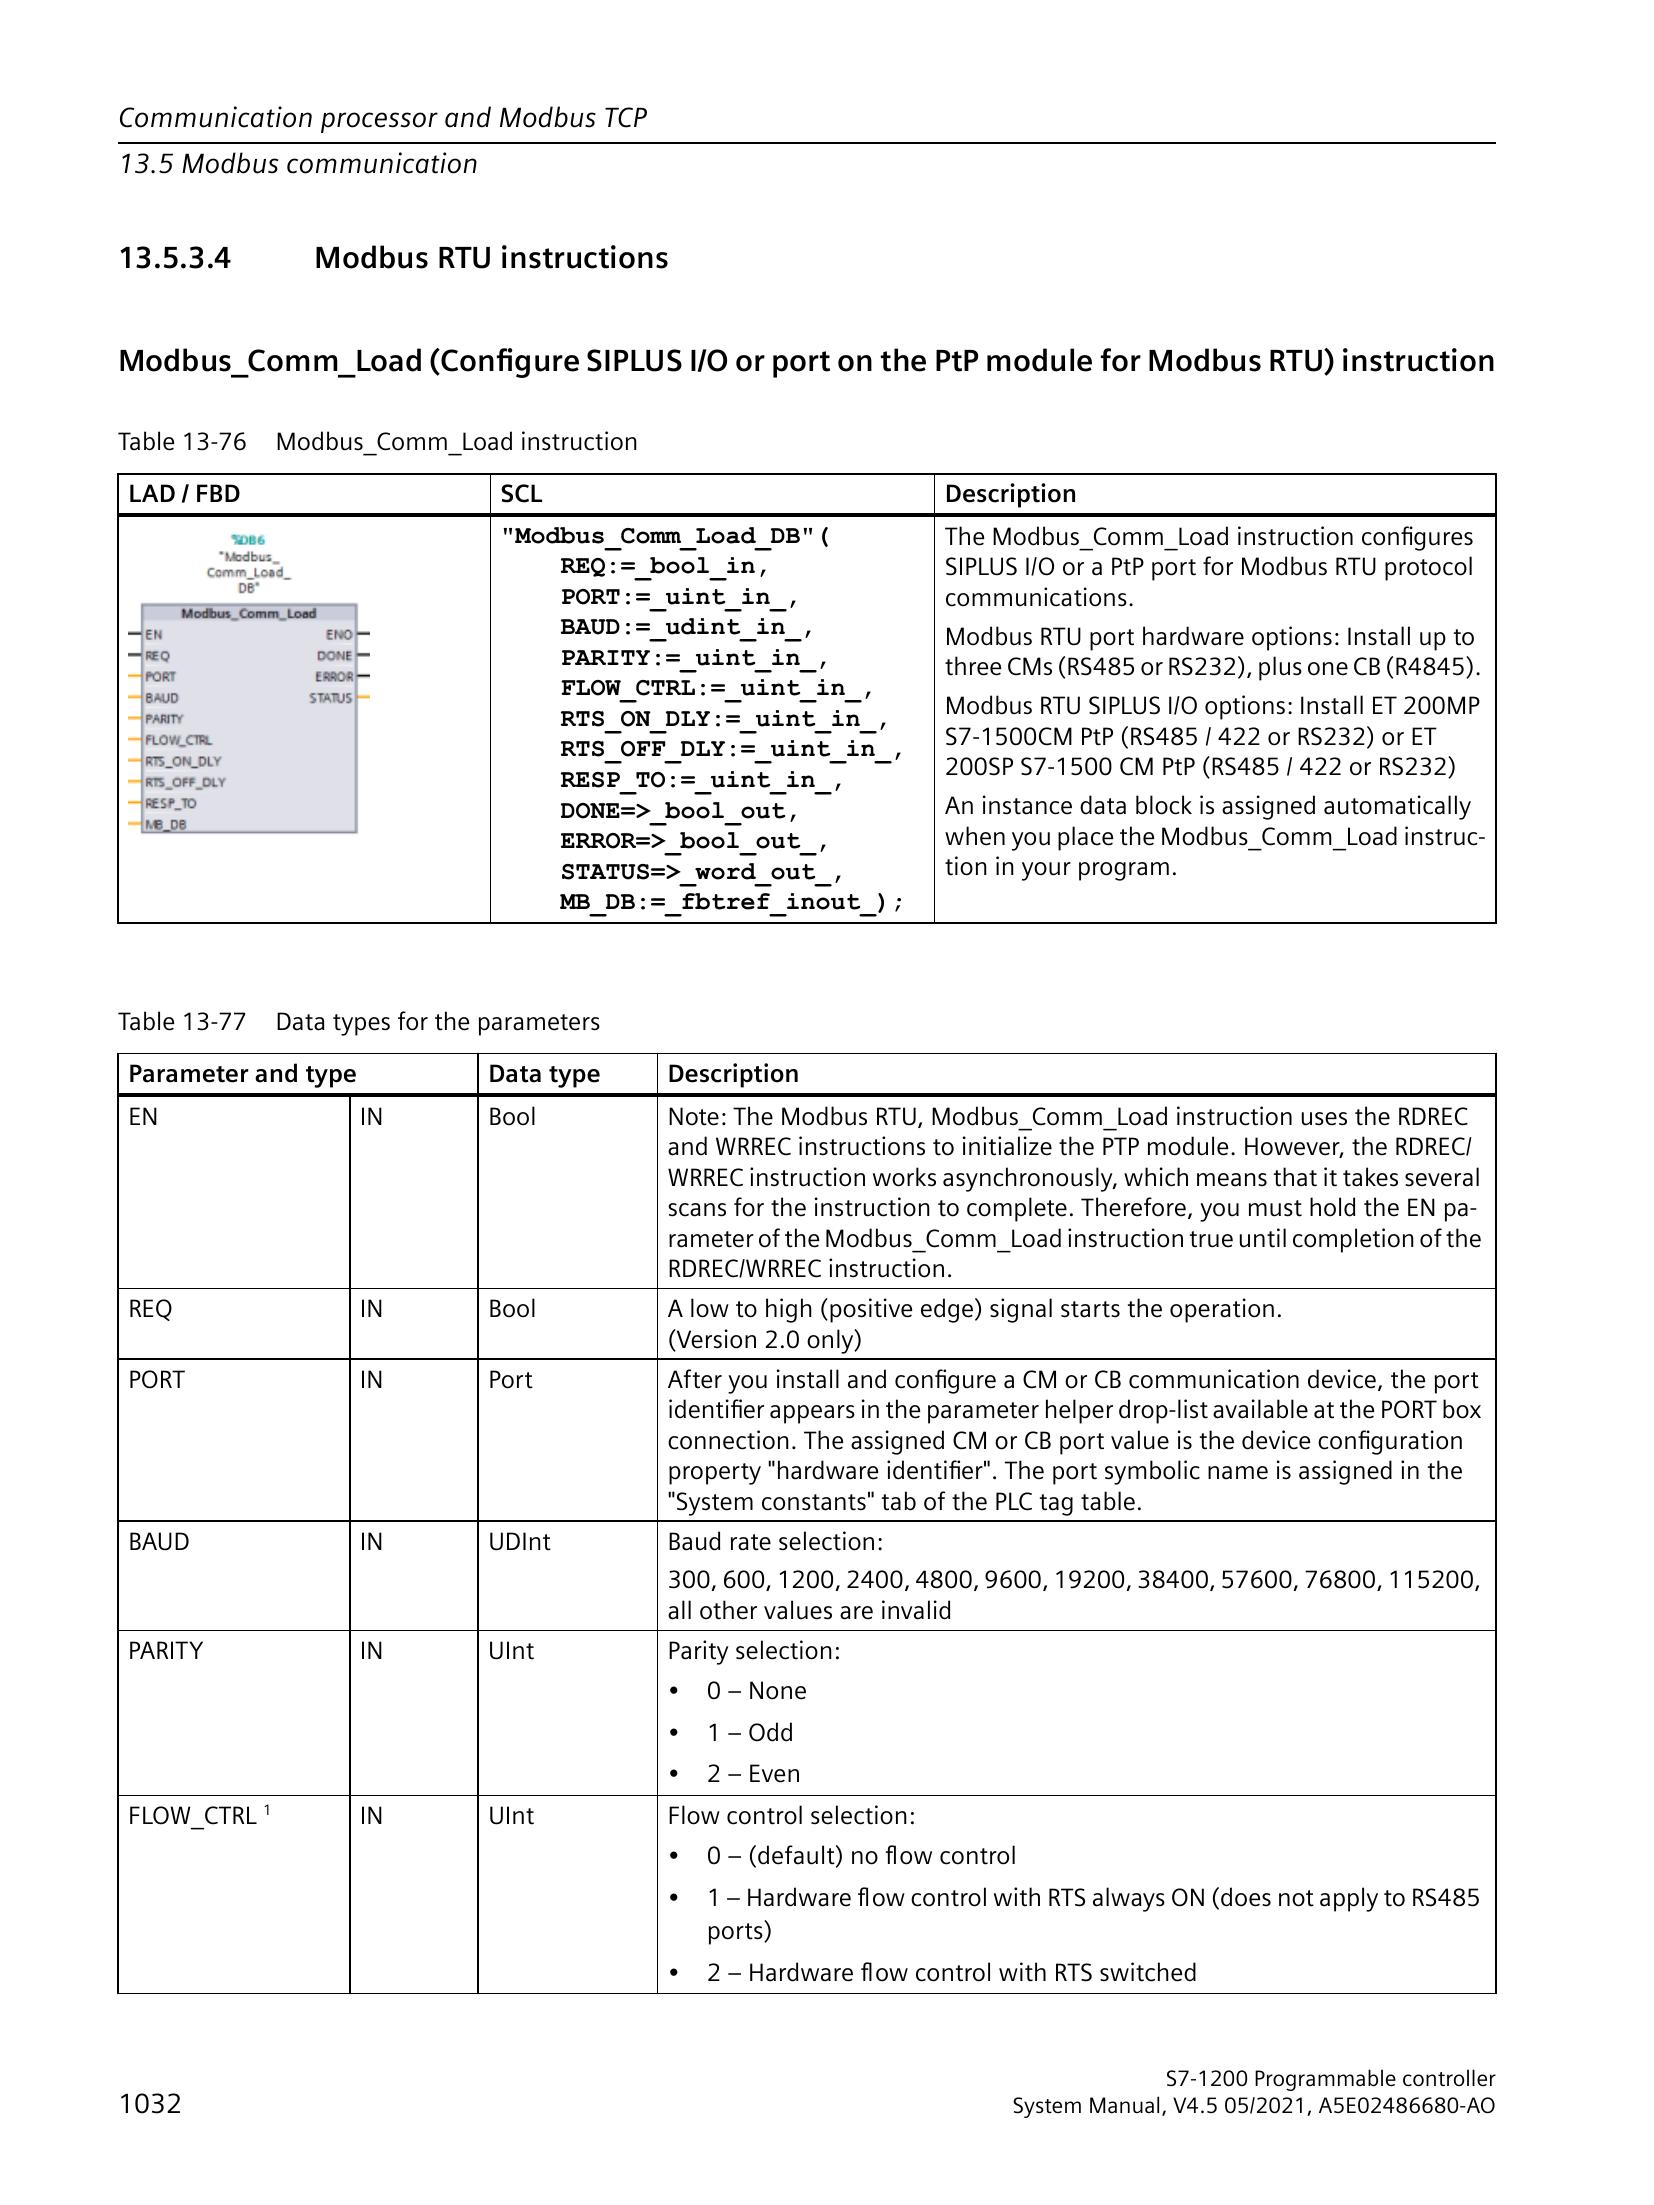 Communication processor and Modbus TCP
13.5 Modbus communication
13.5.3.4 Modbus RTU instructions
Modbus_Comm_Load (Configure SIPLUS I/O or port on the PtP module for Modbus RTU) instruction
Table 13-76 Modbus_Comm_Load instruction
LAD / FBD SCL Description
%DB6
"Modbus_
Comm_Load_
DB"
Modbus_Comm_Load
EN ENO
REQ DONE
PORT ERROR
BAUD STATUS
PARITY
FLOW_CTRL
RTS_ON_DLY
RTS_OFF_DLY
RESP_TO
MB_DB
"Modbus_Comm_Load_DB"(
REQ:=_bool_in,
PORT:=_uint_in_,
BAUD:=_udint_in_,
PARITY:=_uint_in_,
FLOW_CTRL:=_uint_in_,
RTS_ON_DLY:=_uint_in_,
RTS_OFF_DLY:=_uint_in_,
RESP_TO:=_uint_in_,
DONE=>_bool_out,
ERROR=>_bool_out_,
STATUS=>_word_out_,
MB_DB:=_fbtref_inout_);
The Modbus_Comm_Load instruction configures
SIPLUS I/O or a PtP port for Modbus RTU protocol
communications.
Modbus RTU port hardware options: Install up to
three CMs (RS485 or RS232), plus one CB (R4845).
Modbus RTU SIPLUS I/O options: Install ET 200MP
S7-1500CM PtP (RS485 / 422 or RS232) or ET
200SP S7-1500 CM PtP (RS485 / 422 or RS232)
An instance data block is assigned automatically
when you place the Modbus_Comm_Load instruc-
tion in your program.
Table 13-77 Data types for the parameters
Parameter and type Data type Description
EN IN Bool Note: The Modbus RTU, Modbus_Comm_Load instruction uses the RDREC
and WRREC instructions to initialize the PTP module. However, the RDREC/
WRREC instruction works asynchronously, which means that it takes several
scans for the instruction to complete. Therefore, you must hold the EN pa-
rameter of the Modbus_Comm_Load instruction true until completion of the
RDREC/WRREC instruction.
REQ IN Bool A low to high (positive edge) signal starts the operation.
(Version 2.0 only)
PORT IN Port After you install and configure a CM or CB communication device, the port
identifier appears in the parameter helper drop-list available at the PORT box
connection. The assigned CM or CB port value is the device configuration
property "hardware identifier". The port symbolic name is assigned in the
"System constants" tab of the PLC tag table.
BAUD IN UDInt Baud rate selection:
300, 600, 1200, 2400, 4800, 9600, 19200, 38400, 57600, 76800, 115200,
all other values are invalid
PARITY IN UInt Parity selection:
• 0 – None
• 1 – Odd
• 2 – Even
FLOW_CTRL 1 IN UInt Flow control selection:
• 0 – (default) no flow control
• 1 – Hardware flow control with RTS always ON (does not apply to RS485
ports)
• 2 – Hardware flow control with RTS switched
S7-1200 Programmable controller
1032 System Manual, V4.5 05/2021, A5E02486680-AO